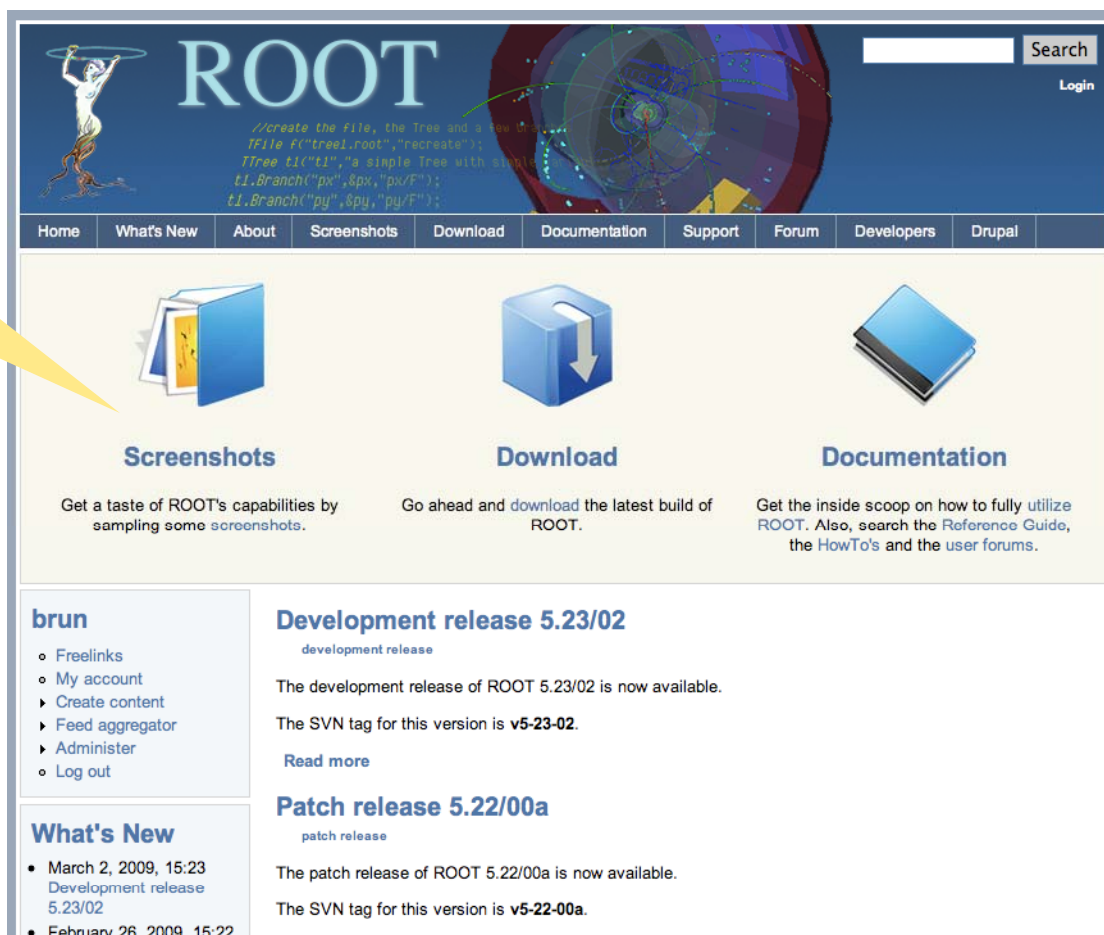 ROOT
Search
Login
//create the file, the Tree and a few bran
TFile f("tree1.root","recreate");
TTree t1("t1","a simple Tree with simple
t1.Branch("px",&px,"px/F");
t1.Branch("py",&py,"py/F");
Home What's New About Screenshots Download Documentation Support Forum Developers Drupal
Screenshots
Get a taste of ROOT's capabilities by
sampling some screenshots.
Download
Go ahead and download the latest build of
ROOT.
Documentation
Get the inside scoop on how to fully utilize
ROOT. Also, search the Reference Guide,
the HowTo's and the user forums.
brun
Freelinks
My account
Create content
Feed aggregator
Administer
Log out
What's New
March 2, 2009, 15:23
Development release
5.23/02
February 26, 2009, 15:22
Development release 5.23/02
development release
The development release of ROOT 5.23/02 is now available.
The SVN tag for this version is v5-23-02.
Read more
Patch release 5.22/00a
patch release
The patch release of ROOT 5.22/00a is now available.
The SVN tag for this version is v5-22-00a.